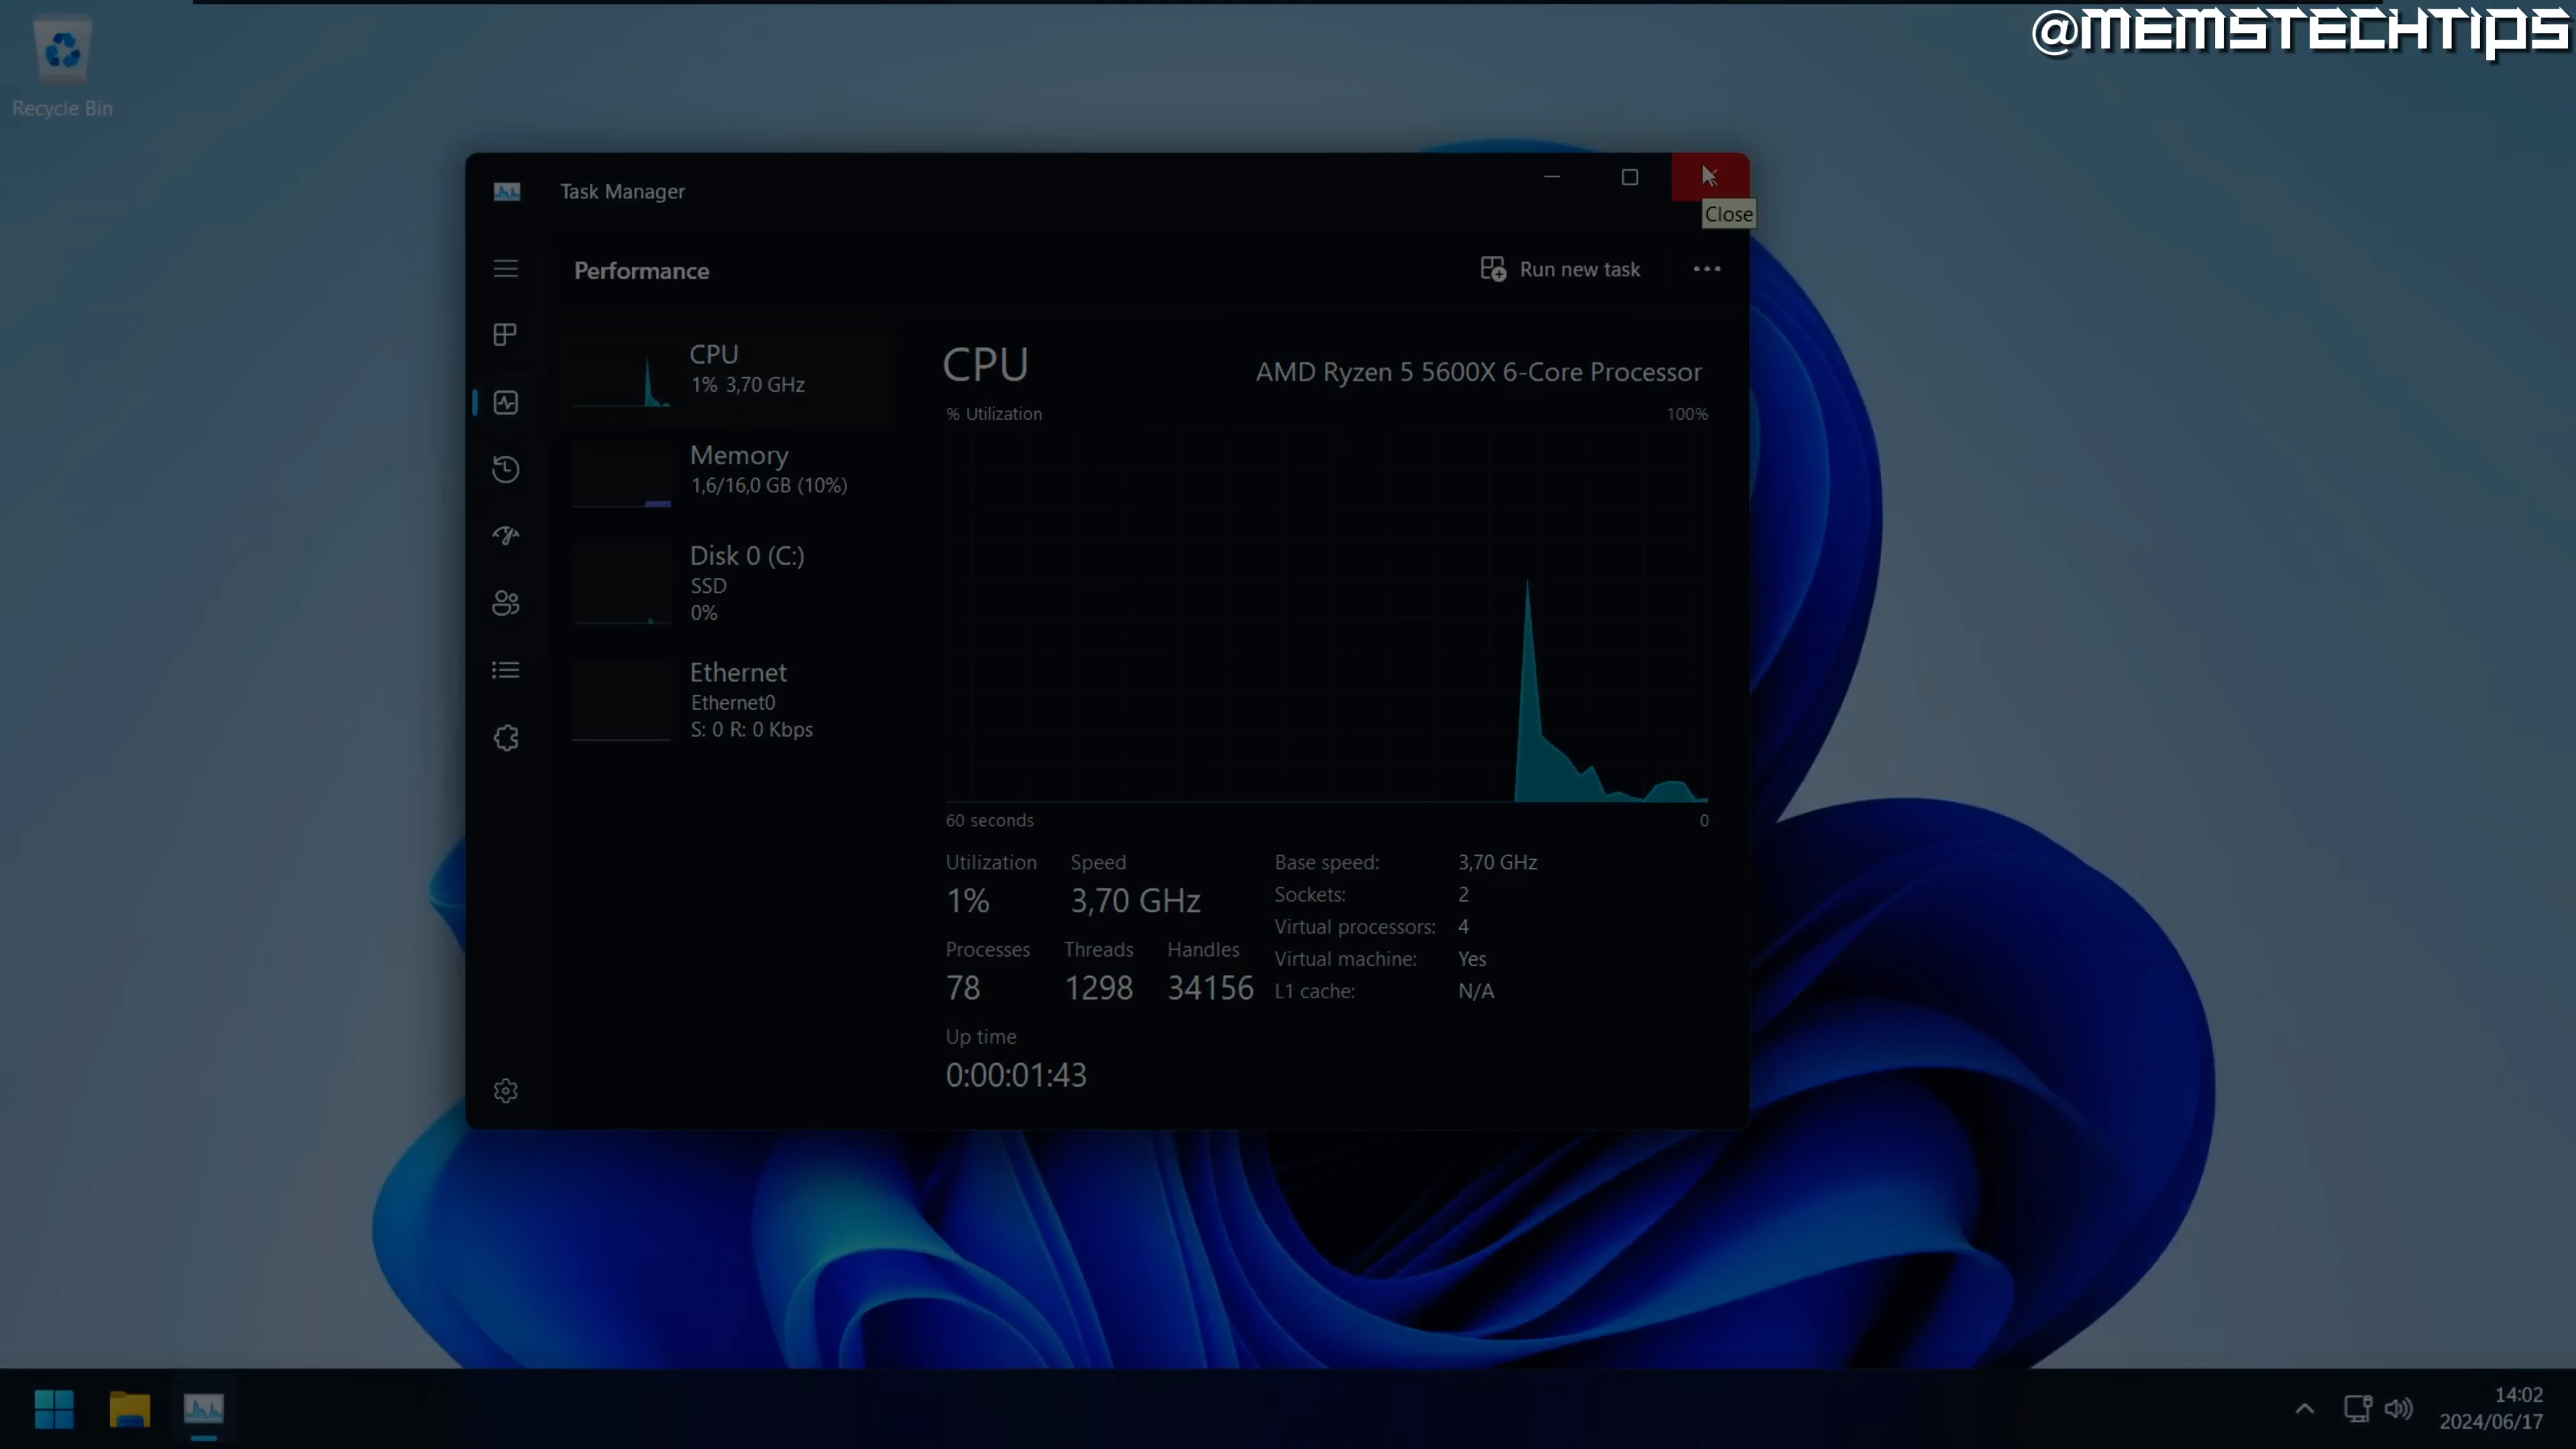 @MEMSTECHTIPS
Recycle Bin
Task Manager
Close
Performance
Run new task
CPU
1% 3,70 GHz
Memory
1,6/16,0 GB (10%)
Disk 0 (C:)
SSD
0%
Ethernet
Ethernet0
S: 0 R: 0 Kbps
CPU
AMD Ryzen 5 5600X 6-Core Processor
% Utilization
100%
60 seconds
0
Utilization
1%
Speed
3,70 GHz
Processes
78
Threads
1298
Handles
34156
Up time
0:00:01:43
Base speed: 3,70 GHz
Sockets: 2
Virtual processors: 4
Virtual machine: Yes
L1 cache: N/A
14:02
2024/06/17